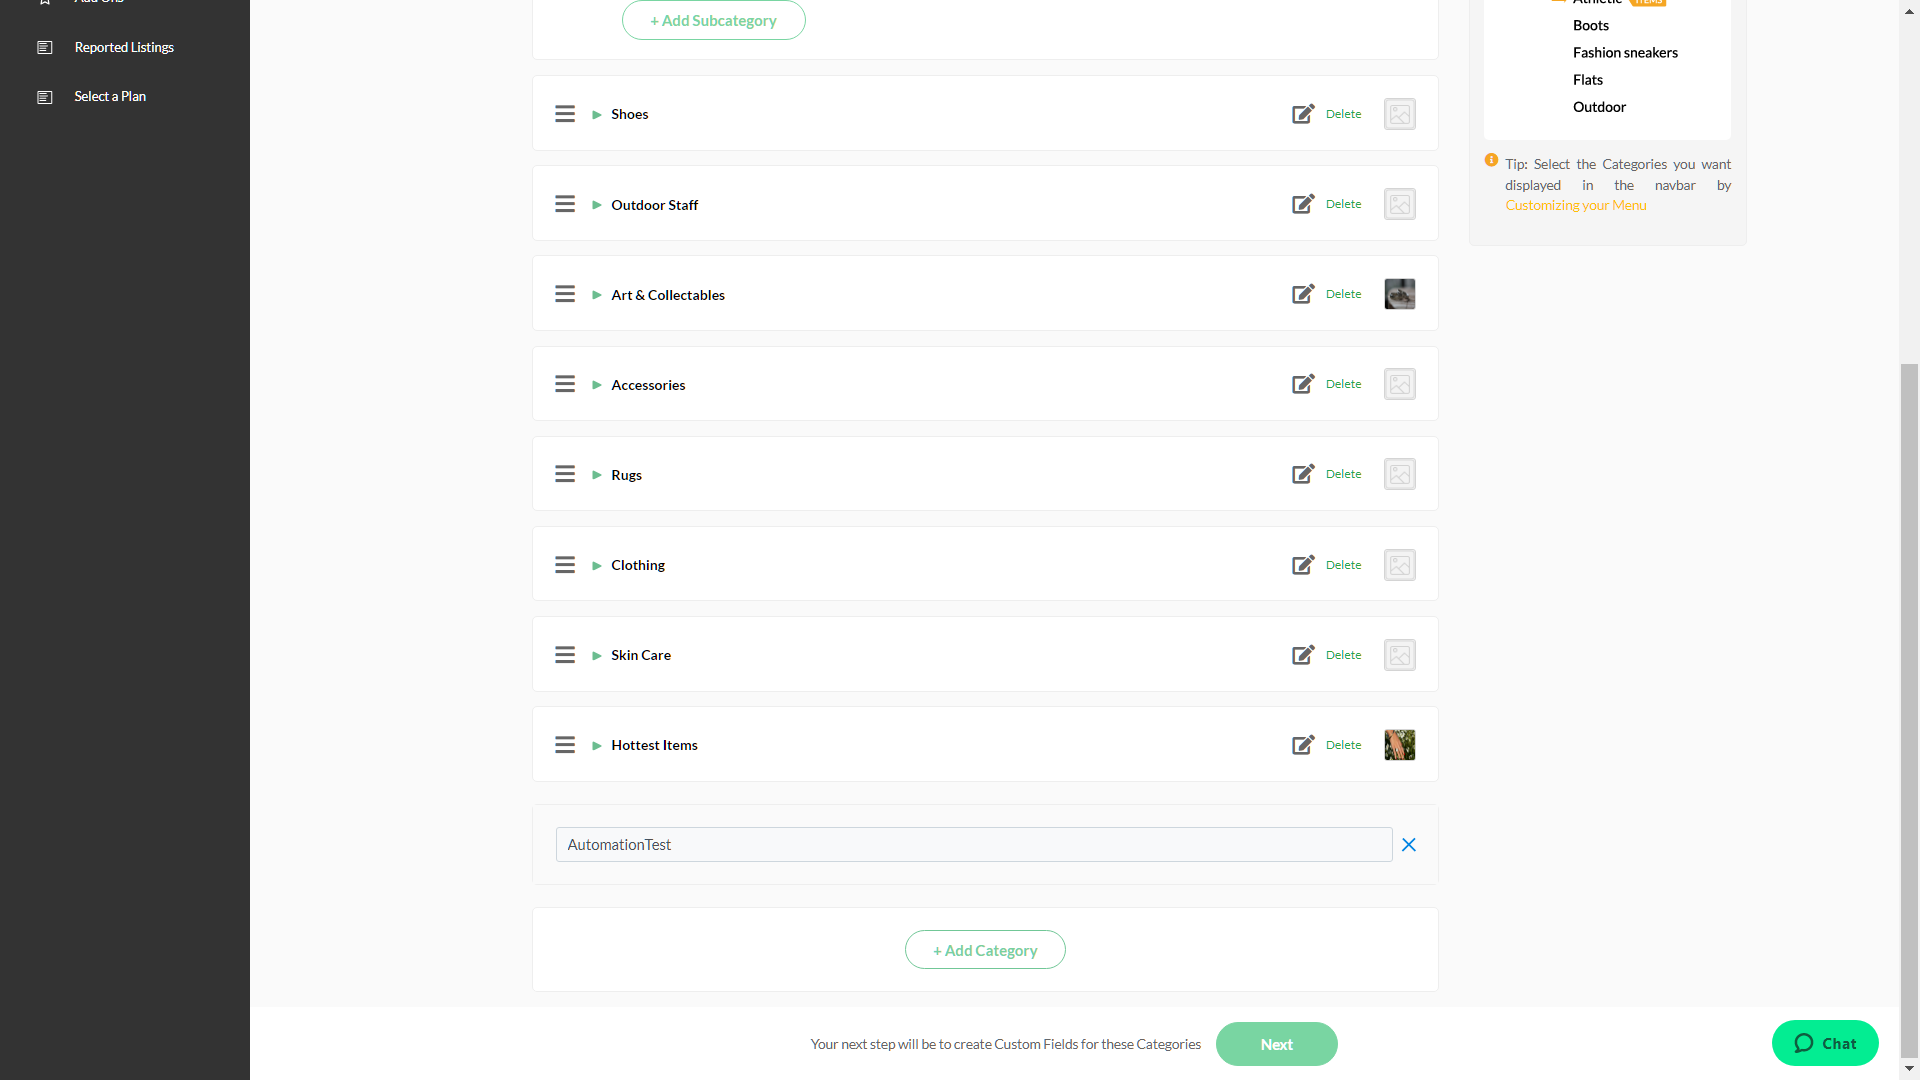 Add Ons
Reported Listings
Select a Plan
+ Add Subcategory
Shoes
Delete
Outdoor Staff
Delete
Art & Collectables
Delete
Accessories
Delete
Rugs
Delete
Clothing
Delete
Skin Care
Delete
Hottest Items
Delete
AutomationTest
+ Add Category
Your next step will be to create Custom Fields for these Categories
Next
Athletic
ITEMS
Boots
Fashion sneakers
Flats
Outdoor
Tip: Select the Categories you want
displayed in the navbar by
Customizing your Menu
Chat